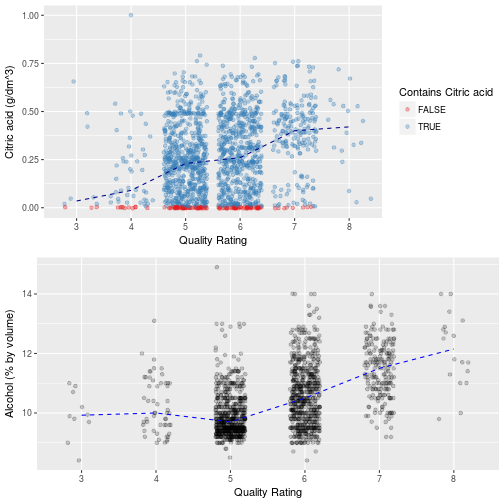 1.00
0.75
0.50
0.25
0.00
Citric acid (g/dm^3)
3 4 5 6 7 8
Quality Rating
Contains Citric acid
FALSE
TRUE
14
12
10
Alcohol (% by volume)
3 4 5 6 7 8
Quality Rating